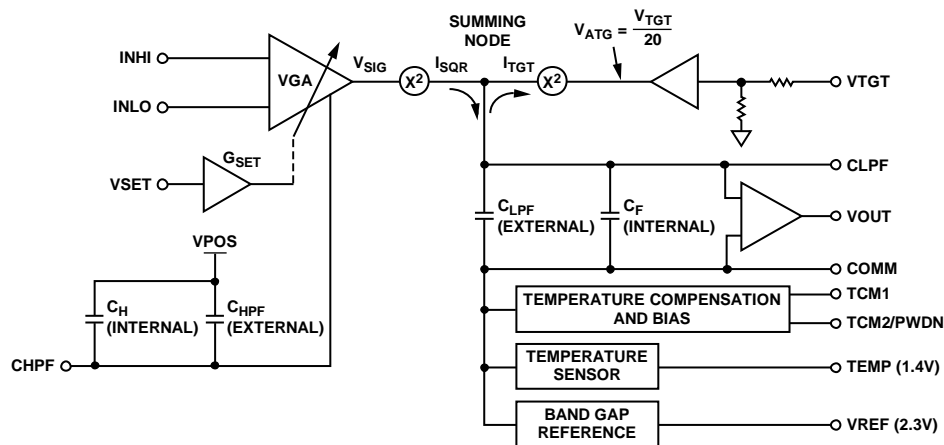 SUMMING
NODE
V_ATG = V_TGT
20
INHI
INLO
VGA
V_SIG
X²
I_SQR
I_TGT
X²
VTGT
VSET
G_SET
CLPF
C_LPF
(EXTERNAL)
C_F
(INTERNAL)
VOUT
VPOS
COMM
C_H
(INTERNAL)
C_HPF
(EXTERNAL)
CHPF
TEMPERATURE COMPENSATION
AND BIAS
TCM1
TCM2/PWDN
TEMPERATURE
SENSOR
TEMP (1.4V)
BAND GAP
REFERENCE
VREF (2.3V)